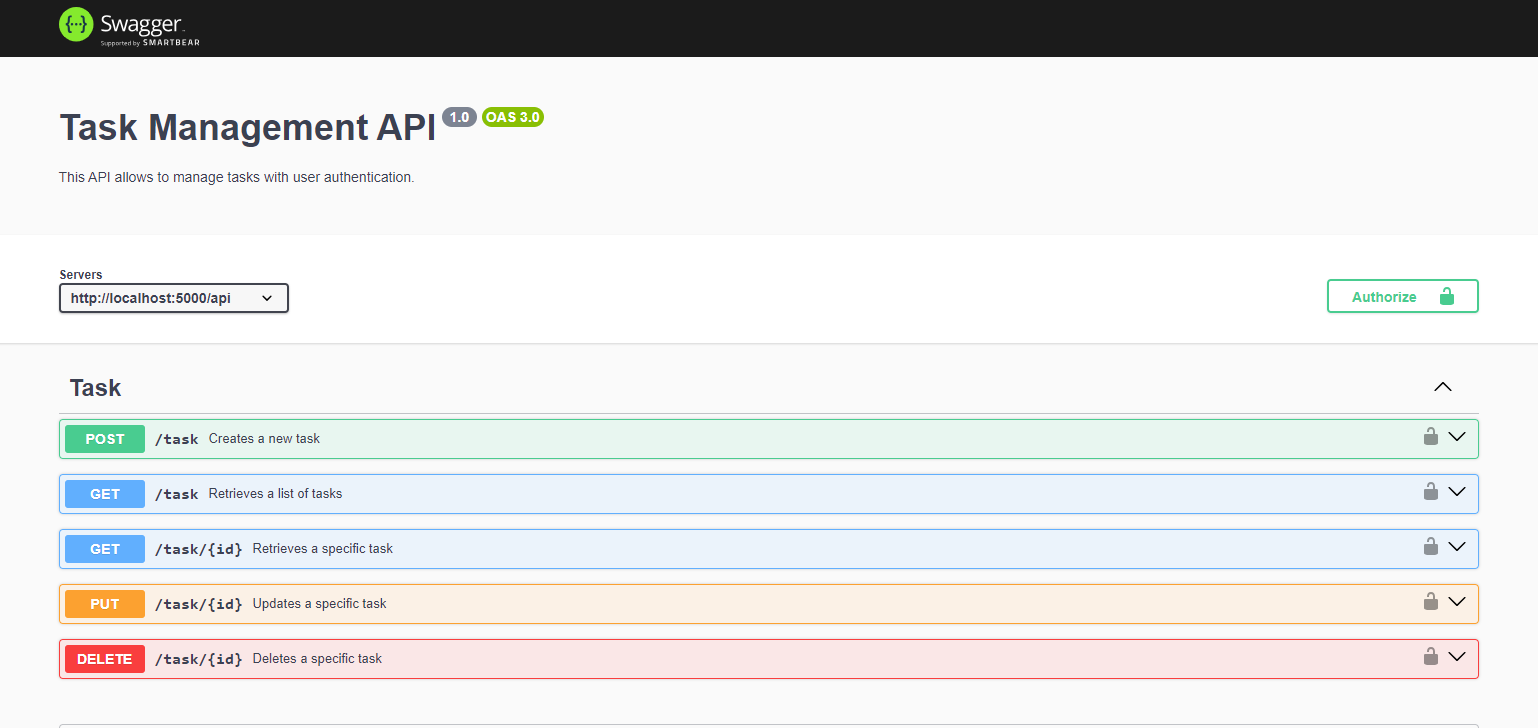 Swagger
Supported by SMARTBEAR
Task Management API 1.0 OAS 3.0
This API allows to manage tasks with user authentication.
Servers
http://localhost:5000/api
Authorize
Task
POST /task Creates a new task
GET /task Retrieves a list of tasks
GET /task/{id} Retrieves a specific task
PUT /task/{id} Updates a specific task
DELETE /task/{id} Deletes a specific task